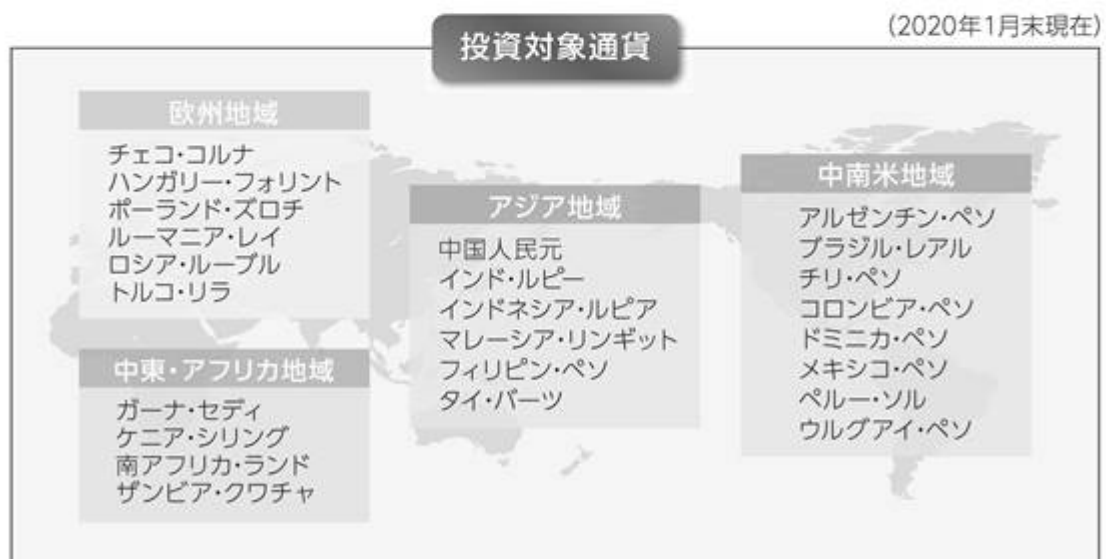 (2020年1月末現在)
投資対象通貨
欧州地域
チェコ・コルナ
ハンガリー・フォリント
ポーランド・ズロチ
ルーマニア・レイ
ロシア・ルーブル
トルコ・リラ
中東・アフリカ地域
ガーナ・セディ
ケニア・シリング
南アフリカ・ランド
ザンビア・クワチャ
アジア地域
中国人民元
インド・ルピー
インドネシア・ルピア
マレーシア・リンギット
フィリピン・ペソ
タイ・バーツ
中南米地域
アルゼンチン・ペソ
ブラジル・レアル
チリ・ペソ
コロンビア・ペソ
ドミニカ・ペソ
メキシコ・ペソ
ペルー・ソル
ウルグアイ・ペソ